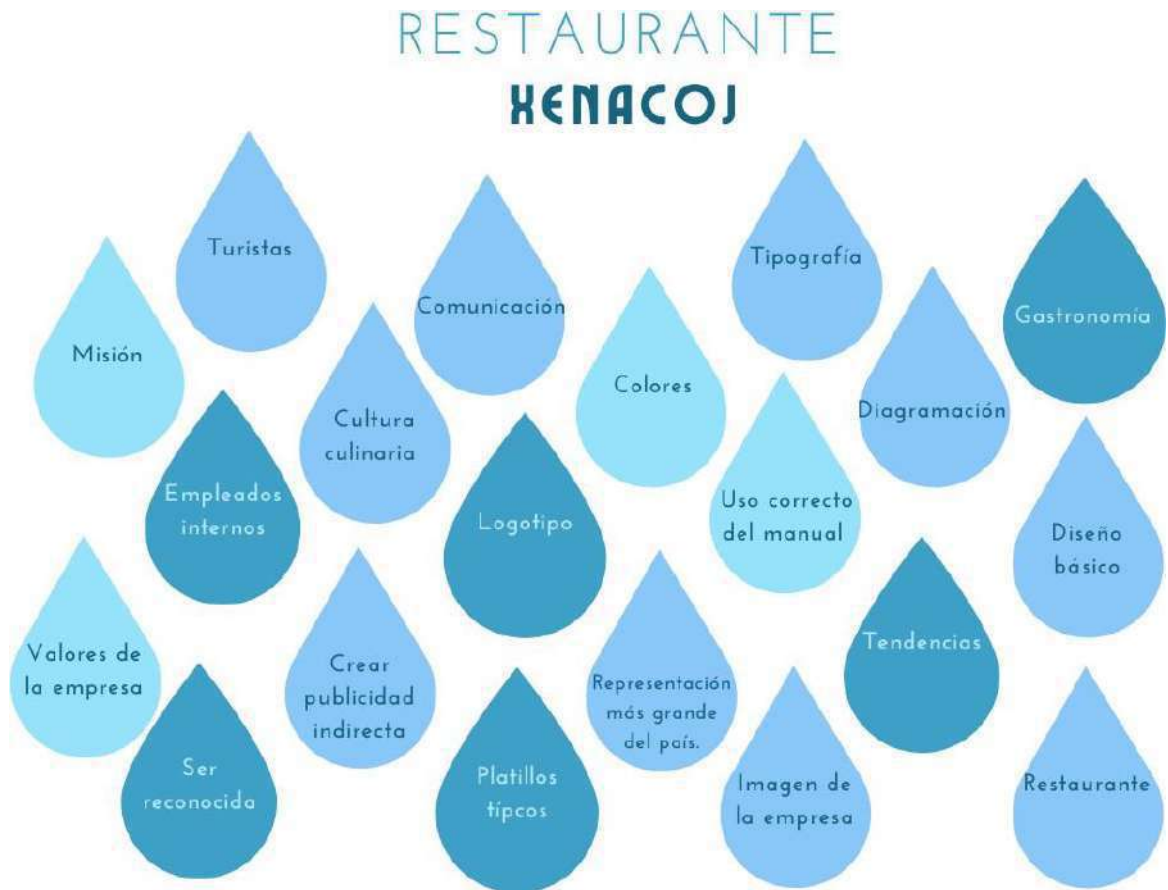 RESTAURANTE
XENACOJ
Turistas
Tipografía
Comunicación
Gastronomía
Misión
Colores
Diagramación
Cultura
culinaria
Empleados
internos
Logotipo
Uso correcto
del manual
Diseño
básico
Valores de
la empresa
Crear
publicidad
indirecta
Representación
más grande
del país.
Tendencias
Ser
reconocida
Platillos
típcos
Imagen de
la empresa
Restaurante